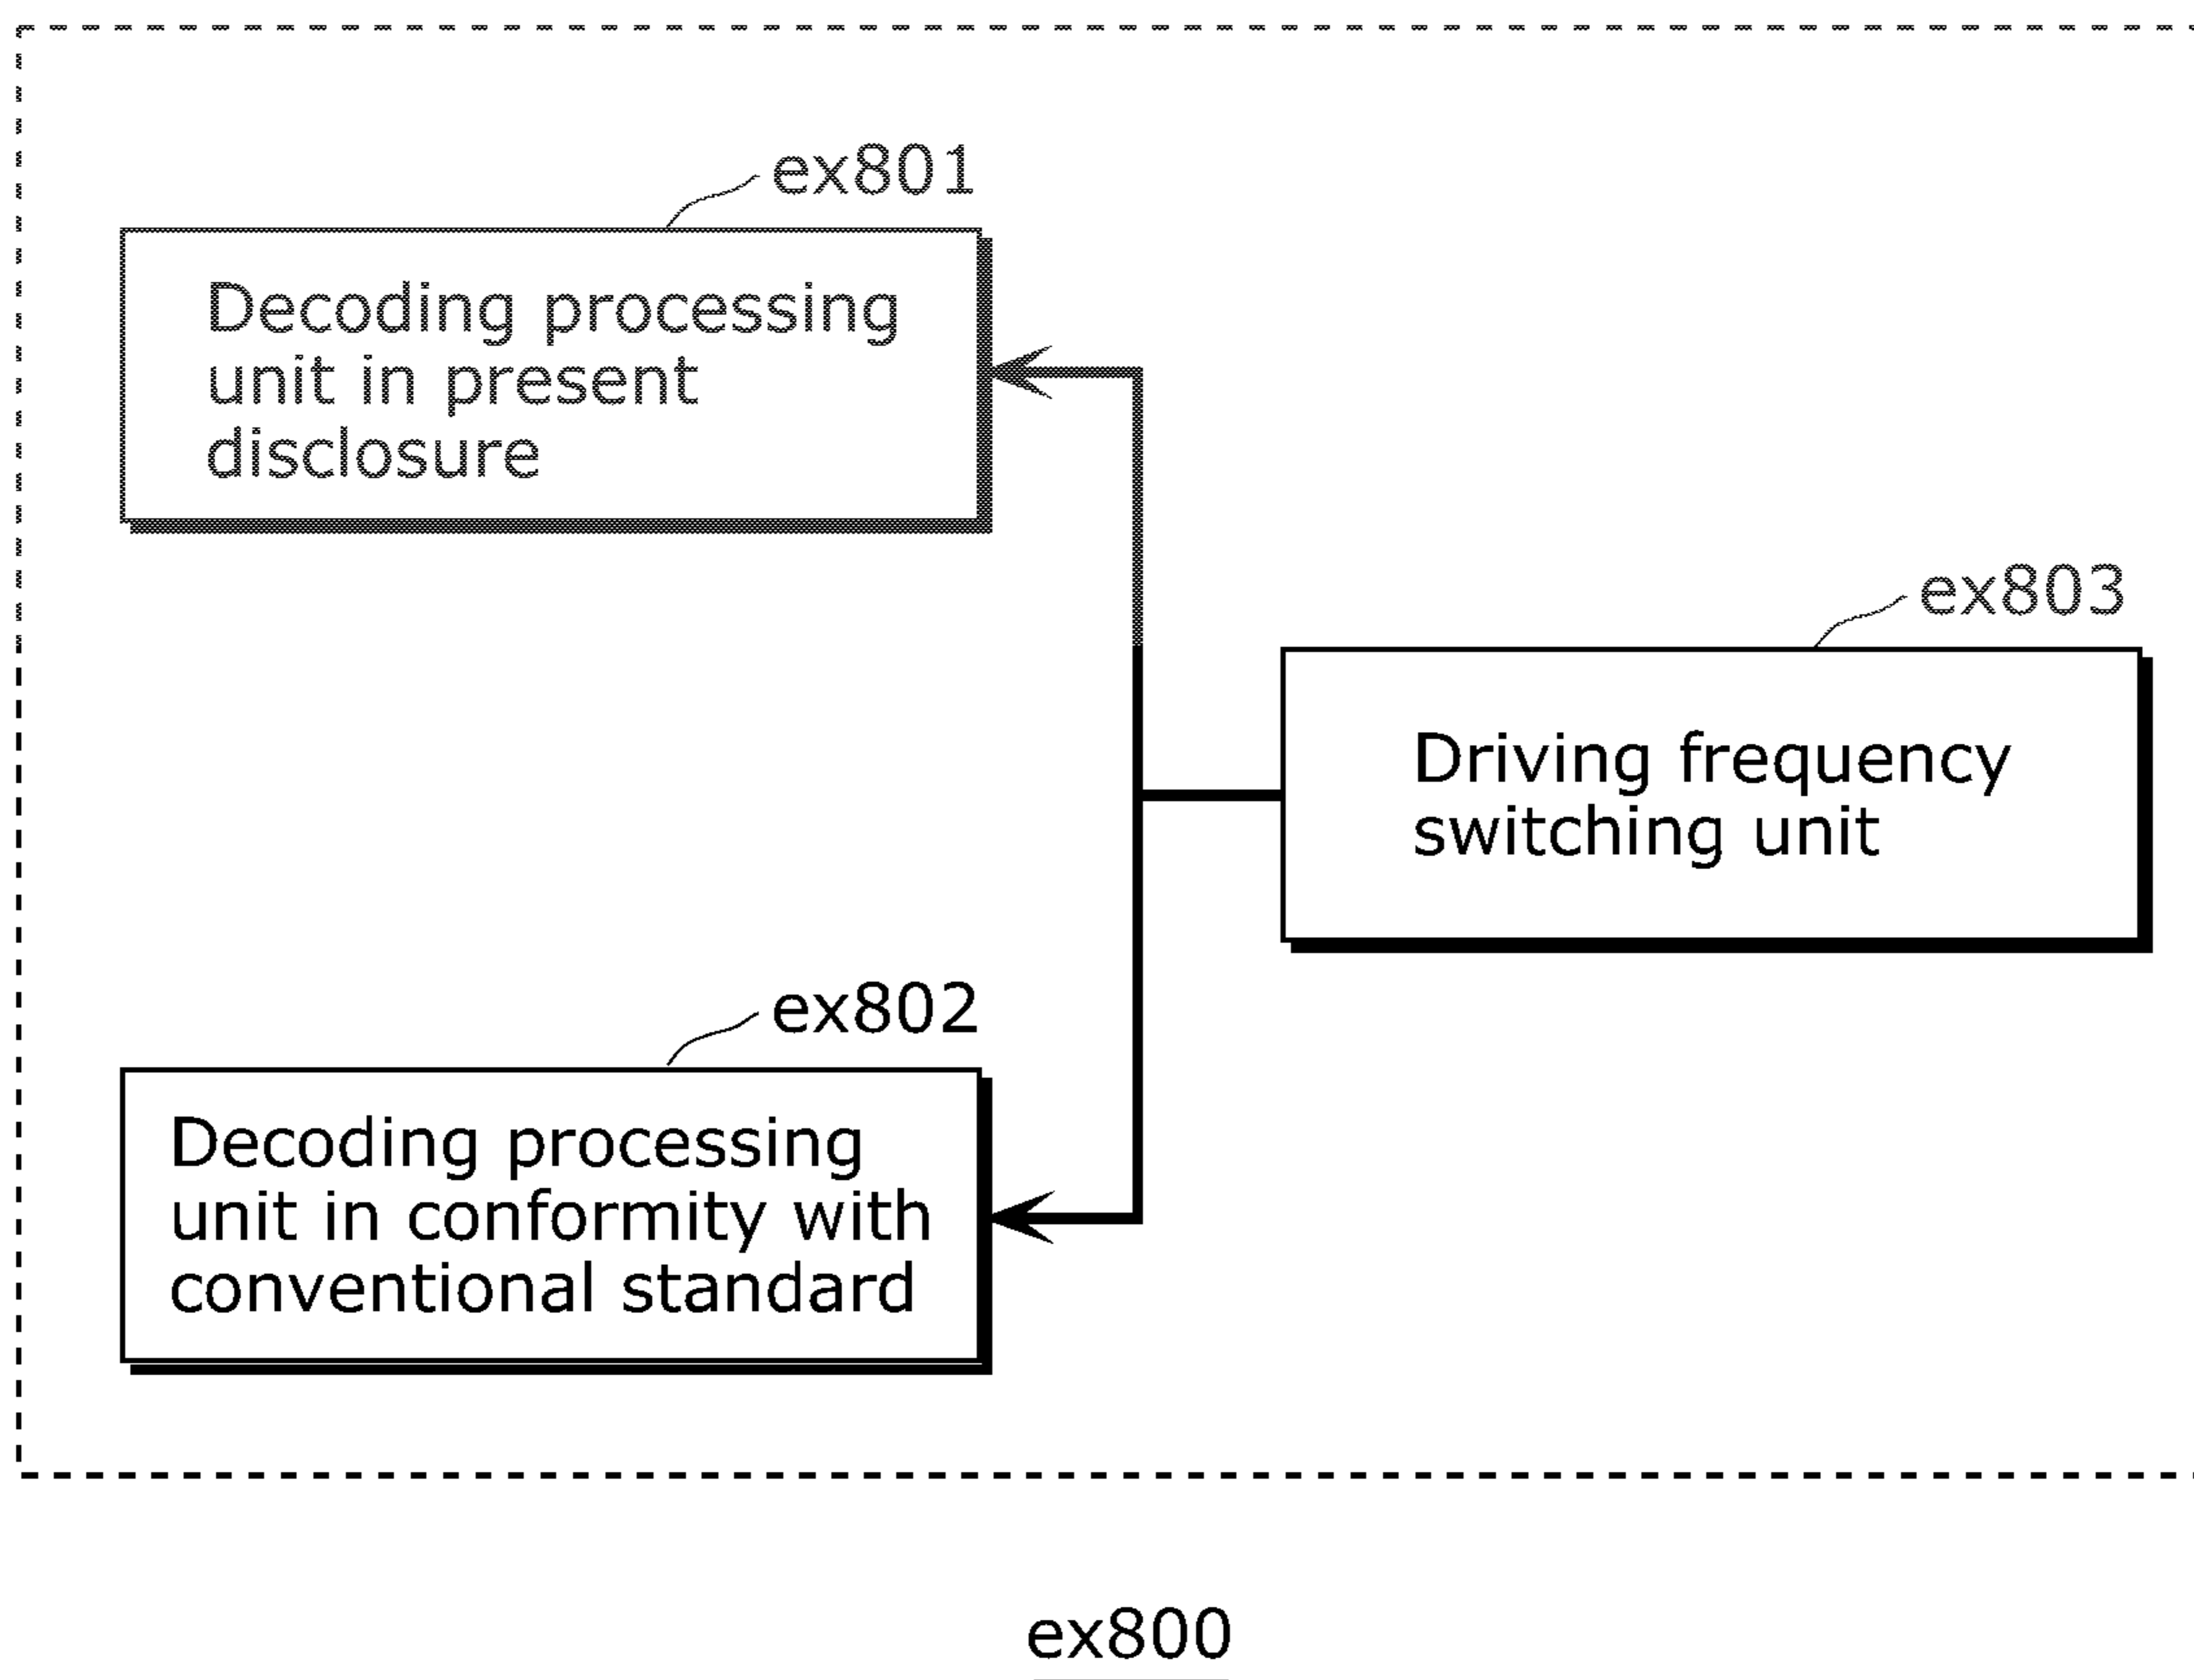 ex801
Decoding processing
unit in present
disclosure
ex803
Driving frequency
switching unit
ex802
Decoding processing
unit in conformity with
conventional standard
ex800